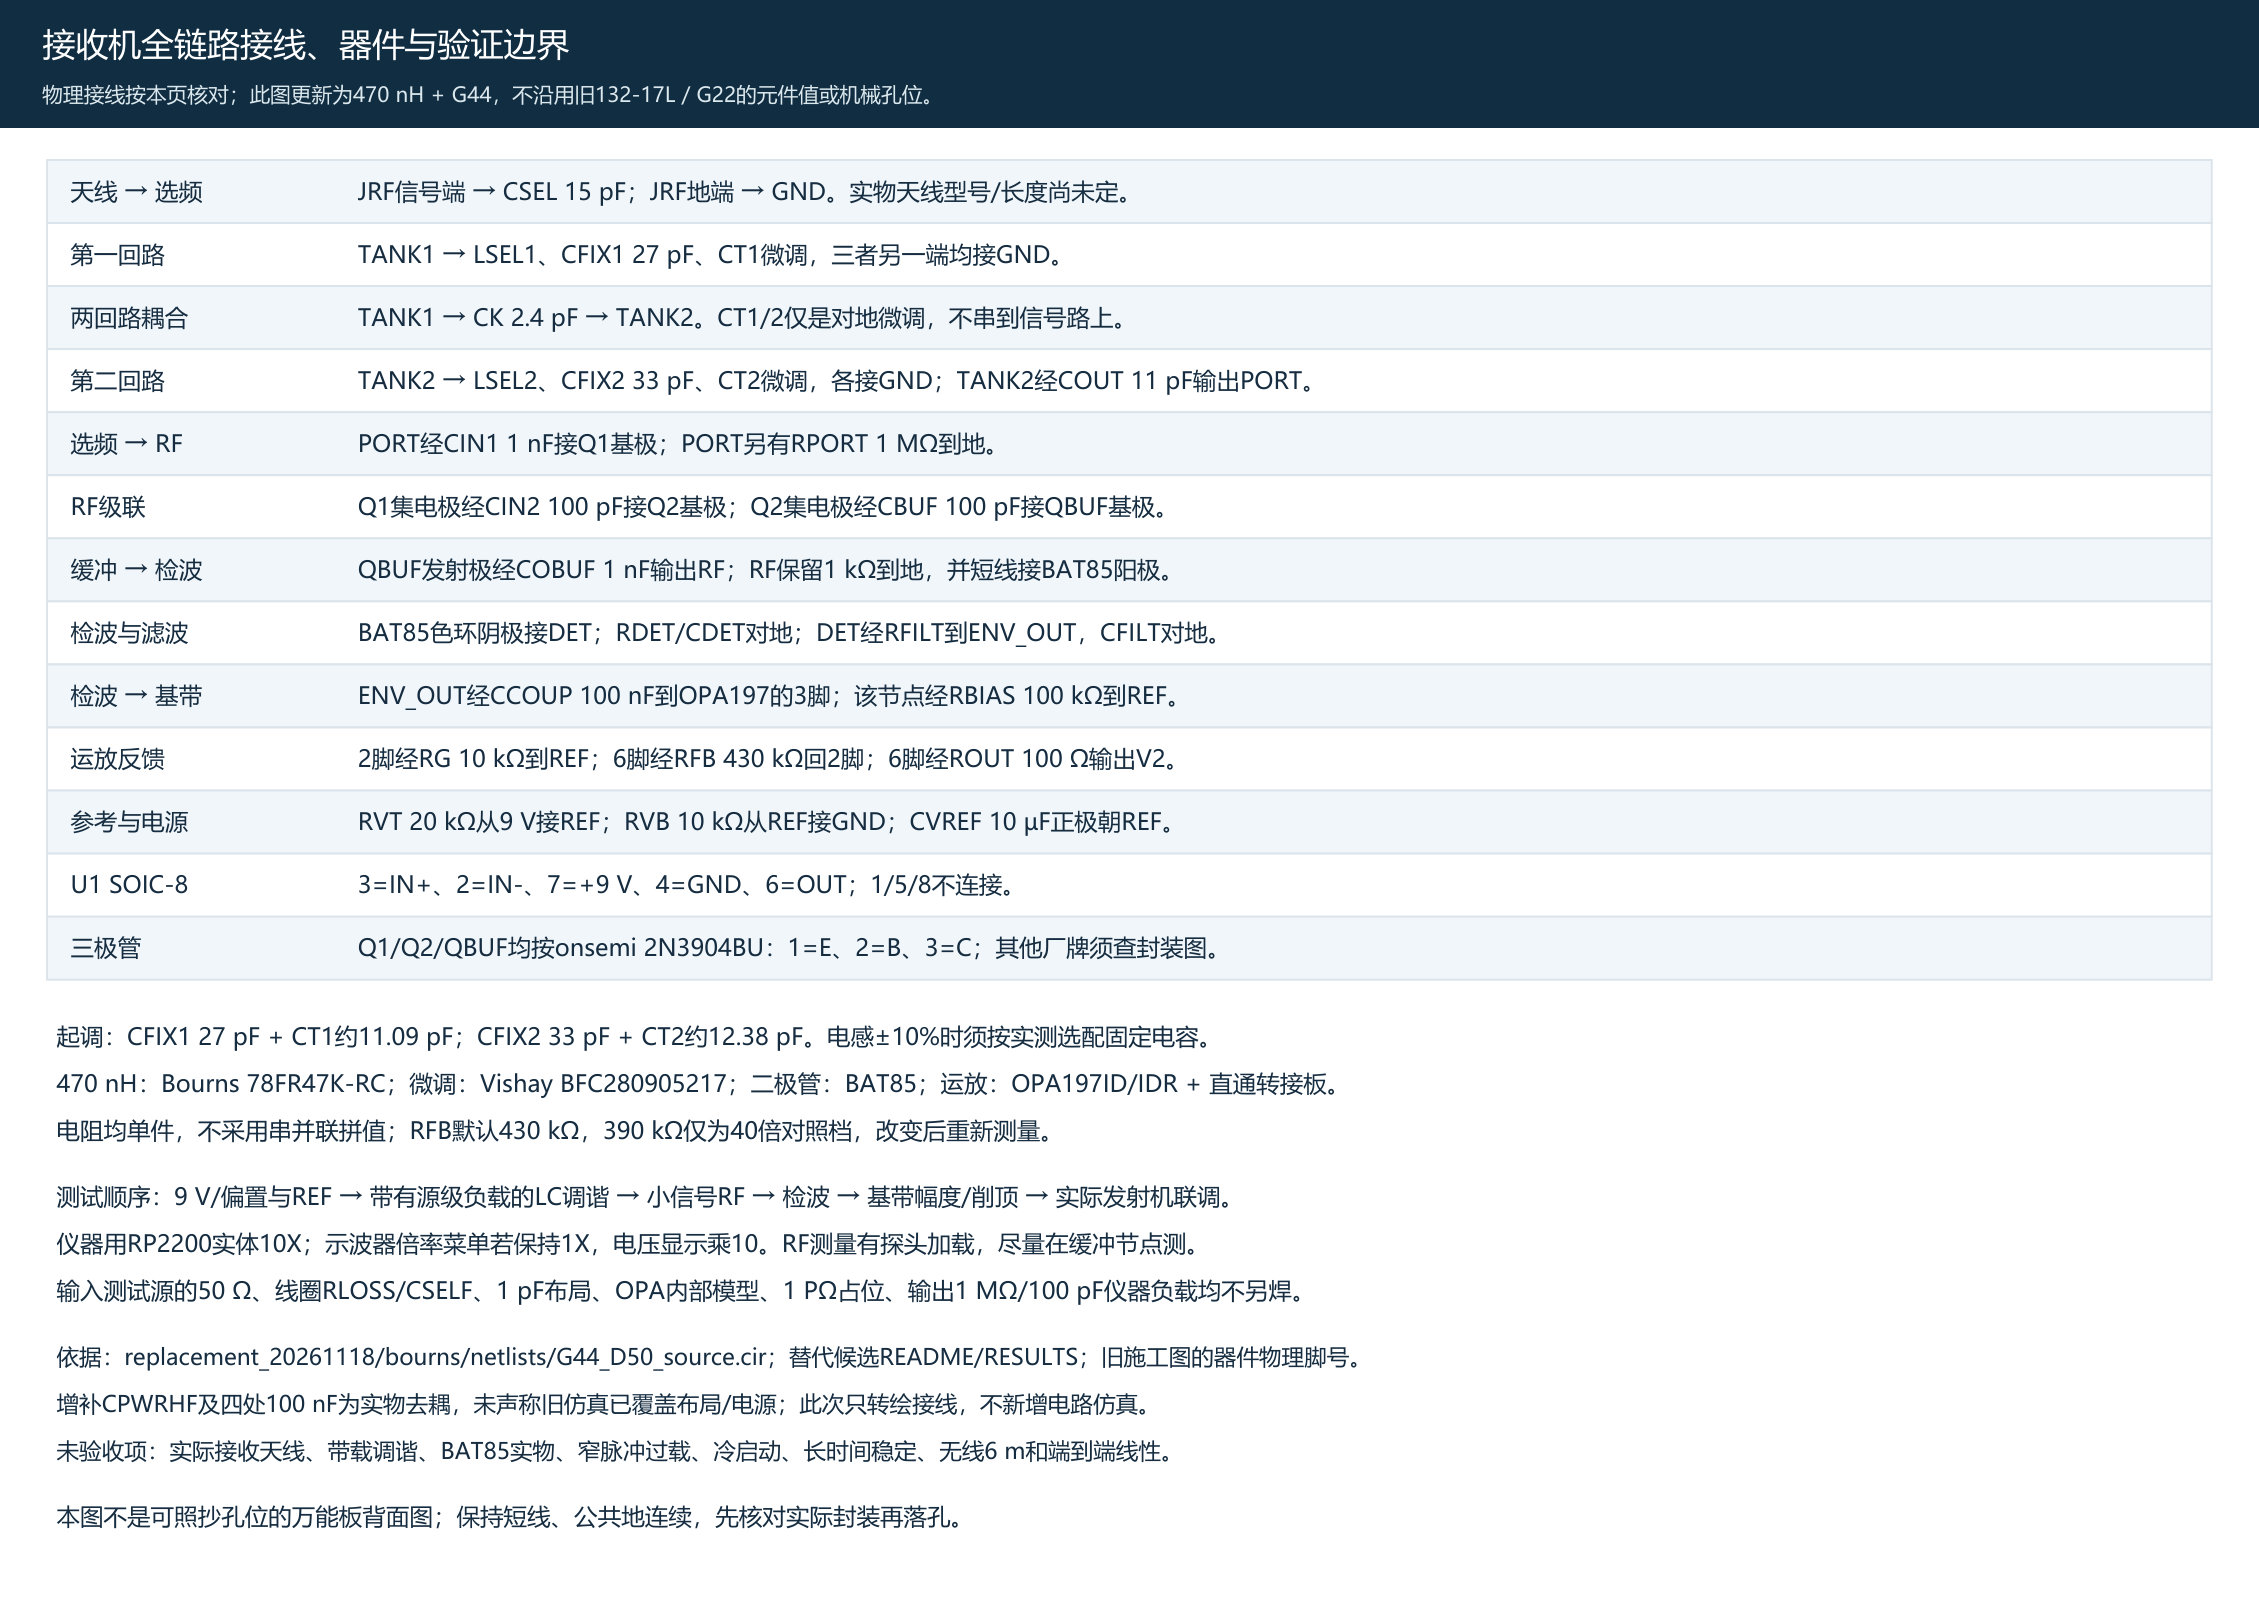 接收机全链路接线、器件与验证边界
物理接线按本页核对；此图更新为470 nH + G44，不沿用旧132-17L / G22的元件值或机械孔位。
天线 → 选频 JRF信号端 → CSEL 15 pF；JRF地端 → GND。实物天线型号/长度尚未定。
第一回路 TANK1 → LSEL1、CFIX1 27 pF、CT1微调，三者另一端均接GND。
两回路耦合 TANK1 → CK 2.4 pF → TANK2。CT1/2仅是对地微调，不串到信号路上。
第二回路 TANK2 → LSEL2、CFIX2 33 pF、CT2微调，各接GND；TANK2经COUT 11 pF输出PORT。
选频 → RF PORT经CIN1 1 nF接Q1基极；PORT另有RPORT 1 MΩ到地。
RF级联 Q1集电极经CIN2 100 pF接Q2基极；Q2集电极经CBUF 100 pF接QBUF基极。
缓冲 → 检波 QBUF发射极经COBUF 1 nF输出RF；RF保留1 kΩ到地，并短线接BAT85阳极。
检波与滤波 BAT85色环阴极接DET；RDET/CDET对地；DET经RFILT到ENV_OUT，CFILT对地。
检波 → 基带 ENV_OUT经CCOUP 100 nF到OPA197的3脚；该节点经RBIAS 100 kΩ到REF。
运放反馈 2脚经RG 10 kΩ到REF；6脚经RFB 430 kΩ回2脚；6脚经ROUT 100 Ω输出V2。
参考与电源 RVT 20 kΩ从9 V接REF；RVB 10 kΩ从REF接GND；CVREF 10 µF正极朝REF。
U1 SOIC-8 3=IN+、2=IN-、7=+9 V、4=GND、6=OUT；1/5/8不连接。
三极管 Q1/Q2/QBUF均按onsemi 2N3904BU：1=E、2=B、3=C；其他厂牌须查封装图。
起调：CFIX1 27 pF + CT1约11.09 pF；CFIX2 33 pF + CT2约12.38 pF。电感±10%时须按实测选配固定电容。
470 nH：Bourns 78FR47K-RC；微调：Vishay BFC280905217；二极管：BAT85；运放：OPA197ID/IDR + 直通转接板。
电阻均单件，不采用串并联拼值；RFB默认430 kΩ，390 kΩ仅为40倍对照档，改变后重新测量。
测试顺序：9 V/偏置与REF → 带有源级负载的LC调谐 → 小信号RF → 检波 → 基带幅度/削顶 → 实际发射机联调。
仪器用RP2200实体10X；示波器倍率菜单若保持1X，电压显示乘10。RF测量有探头加载，尽量在缓冲节点测。
输入测试源的50 Ω、线圈RLOSS/CSELF、1 pF布局、OPA内部模型、1 PΩ占位、输出1 MΩ/100 pF仪器负载均不另焊。
依据：replacement_20261118/bourns/netlists/G44_D50_source.cir；替代候选README/RESULTS；旧施工图的器件物理脚号。
增补CPWRHF及四处100 nF为实物去耦，未声称旧仿真已覆盖布局/电源；此次只转绘接线，不新增电路仿真。
未验收项：实际接收天线、带载调谐、BAT85实物、窄脉冲过载、冷启动、长时间稳定、无线6 m和端到端线性。
本图不是可照抄孔位的万能板背面图；保持短线、公共地连续，先核对实际封装再落孔。